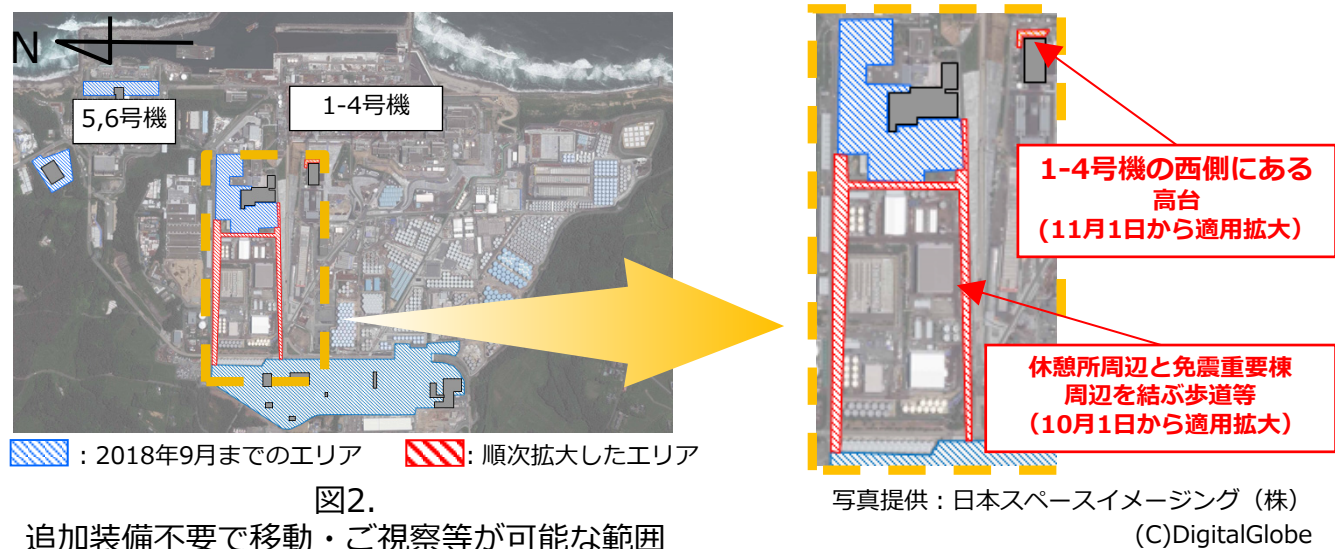 N
5,6号機
1-4号機
1-4号機の西側にある
高台
(11月1日から適用拡大)
休憩所周辺と免震重要棟
周辺を結ぶ歩道等
(10月1日から適用拡大)
:2018年9月までのエリア
:順次拡大したエリア
図2.
追加装備不要で移動・ご視察等が可能な範囲
写真提供:日本スペースイメージング(株)
(C)DigitalGlobe